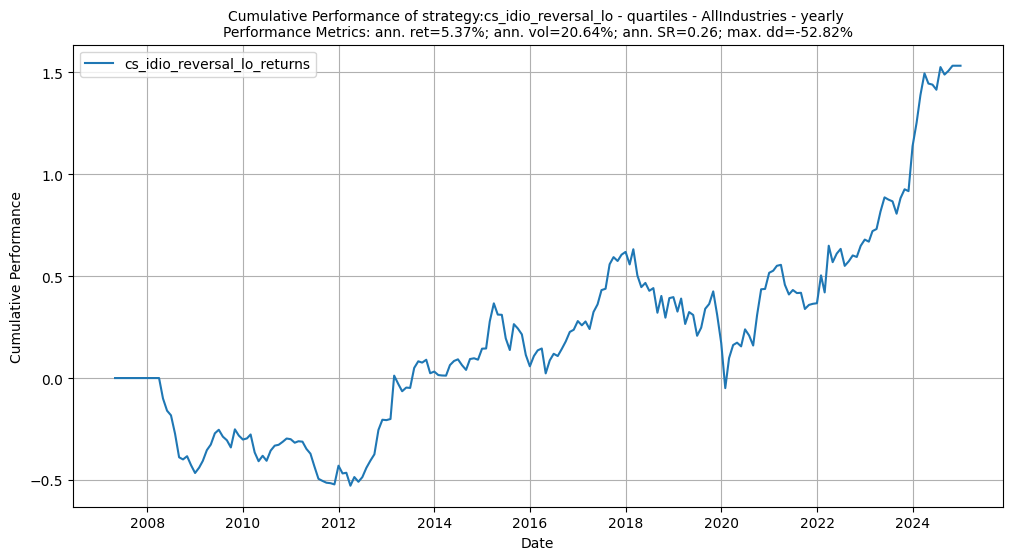 Cumulative Performance of strategy:cs_idio_reversal_lo - quartiles - AllIndustries - yearly
Performance Metrics: ann. ret=5.37%; ann. vol=20.64%; ann. SR=0.26; max. dd=-52.82%
cs_idio_reversal_lo_returns
1.5
1.0
0.5
0.0
−0.5
Cumulative Performance
2008 2010 2012 2014 2016 2018 2020 2022 2024
Date